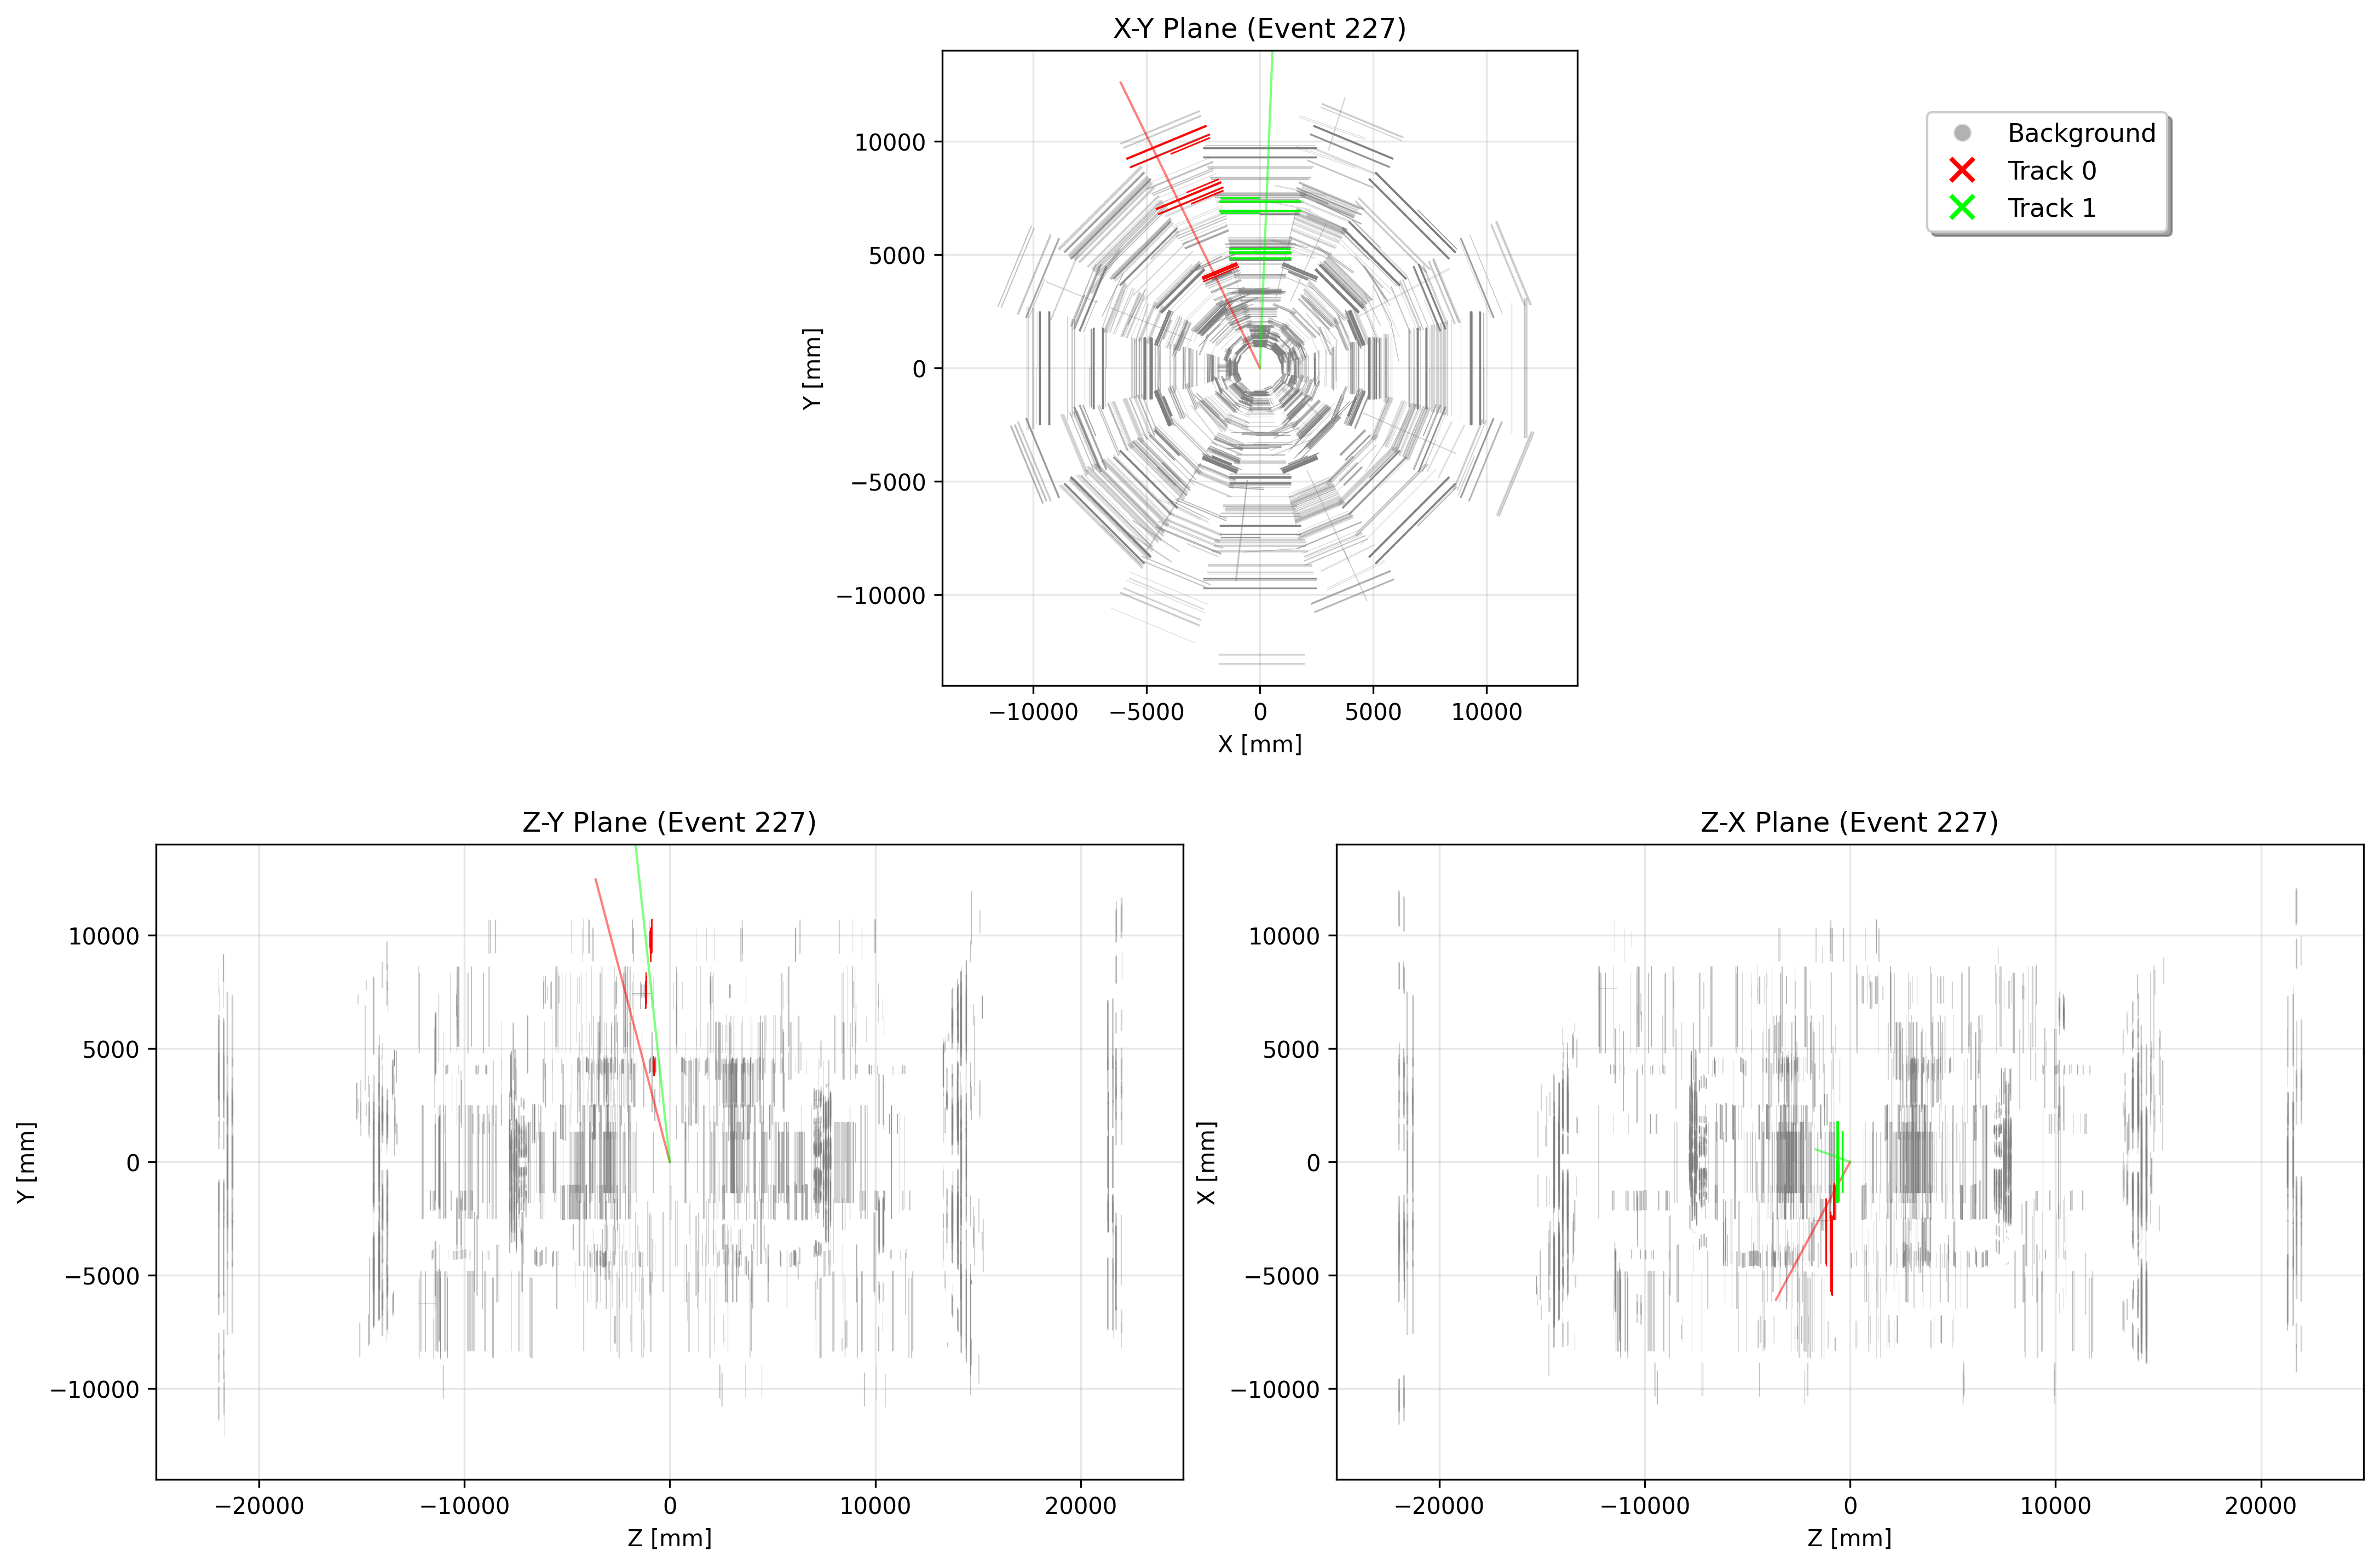 X-Y Plane (Event 227)
10000
5000
0
−5000
−10000
Y [mm]
−10000 −5000 0 5000 10000
X [mm]
Background
Track 0
Track 1
Z-Y Plane (Event 227)
10000
5000
0
−5000
−10000
Y [mm]
−20000 −10000 0 10000 20000
Z [mm]
Z-X Plane (Event 227)
10000
5000
0
−5000
−10000
X [mm]
−20000 −10000 0 10000 20000
Z [mm]